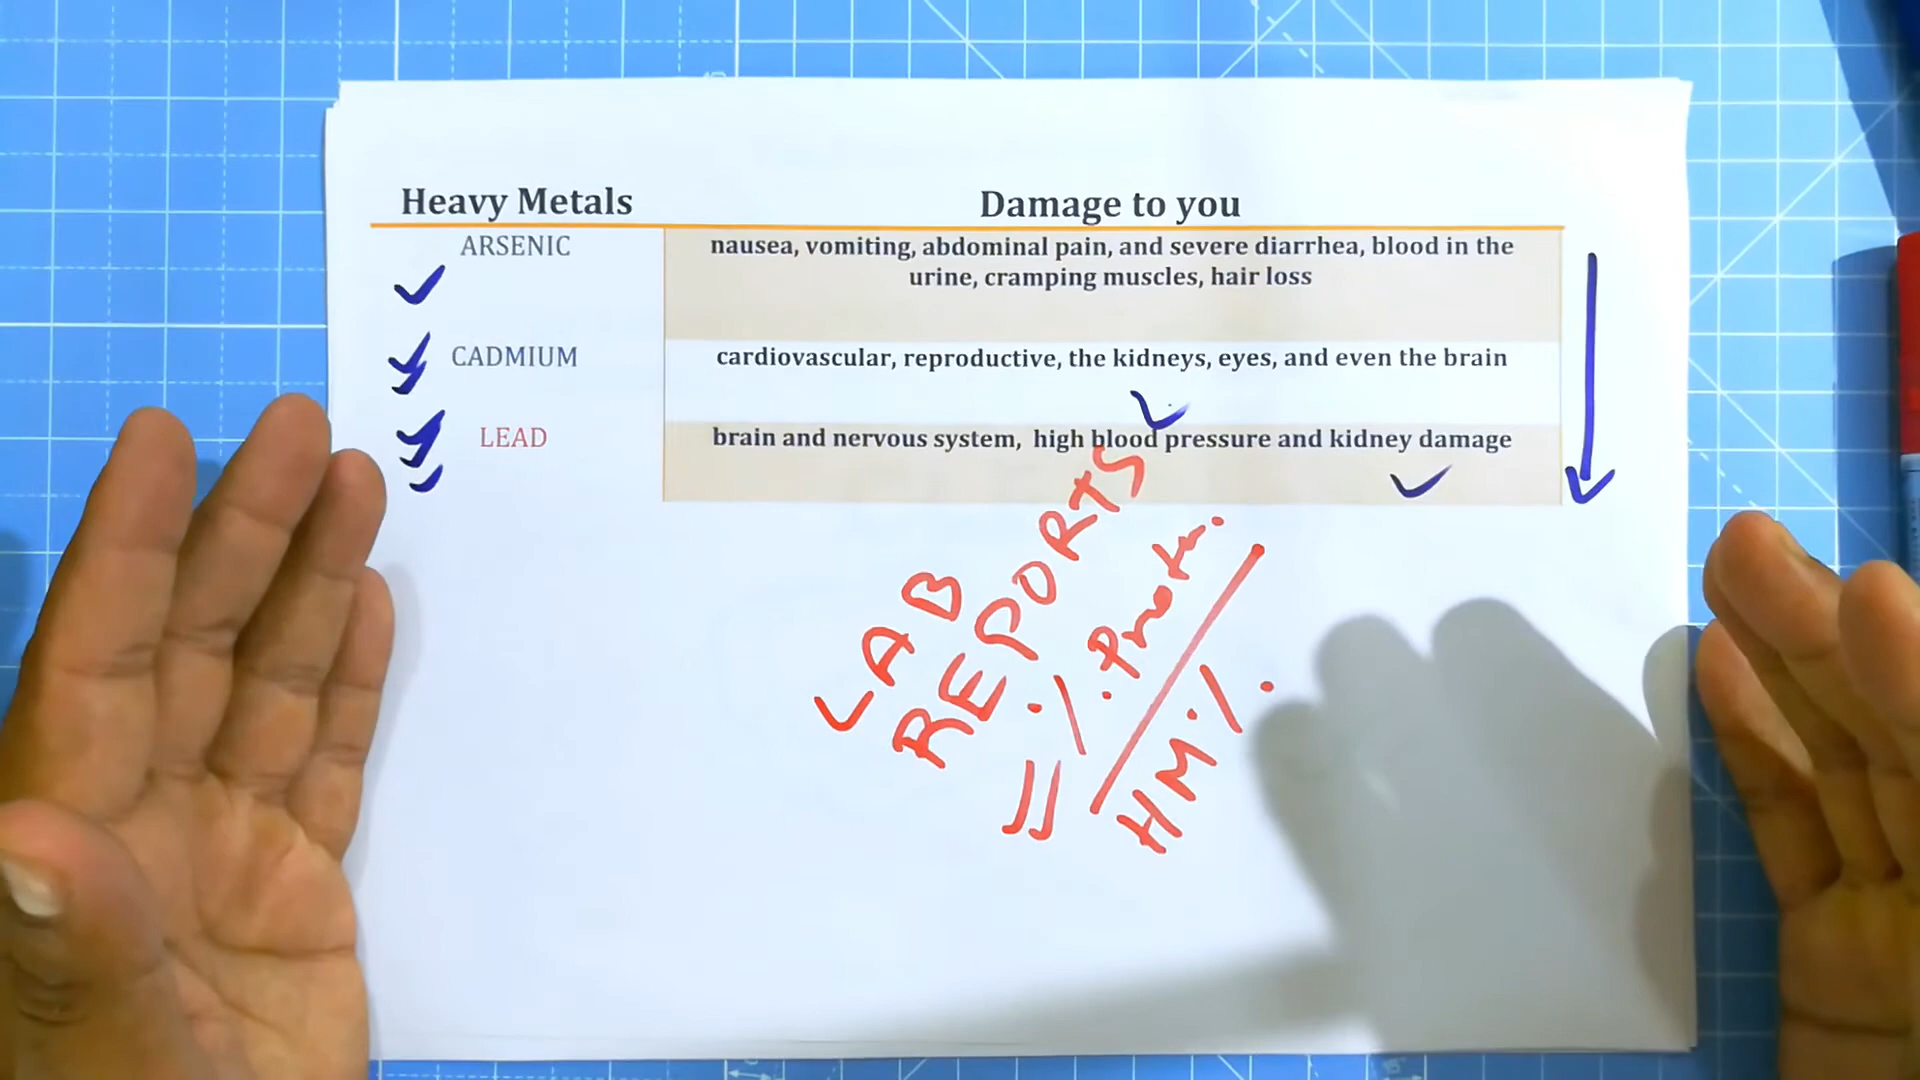 Heavy Metals Damage to you
ARSENIC nausea, vomiting, abdominal pain, and severe diarrhea, blood in the
urine, cramping muscles, hair loss
CADMIUM cardiovascular, reproductive, the kidneys, eyes, and even the brain
LEAD brain and nervous system, high blood pressure and kidney damage
LAB
REPORTS
% Prot
HM %